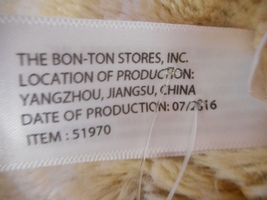 THE BON-TON STORES, INC.
LOCATION OF PRODUCTION:
YANGZHOU, JIANGSU, CHINA
DATE OF PRODUCTION: 07/2016
ITEM : 51970